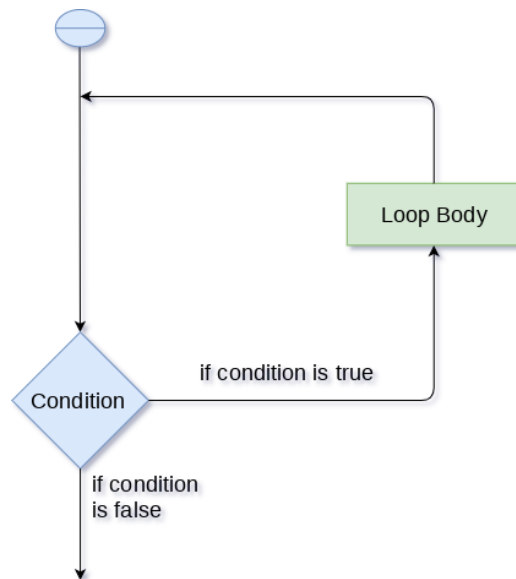 Loop Body
if condition is true
Condition
if condition
is false